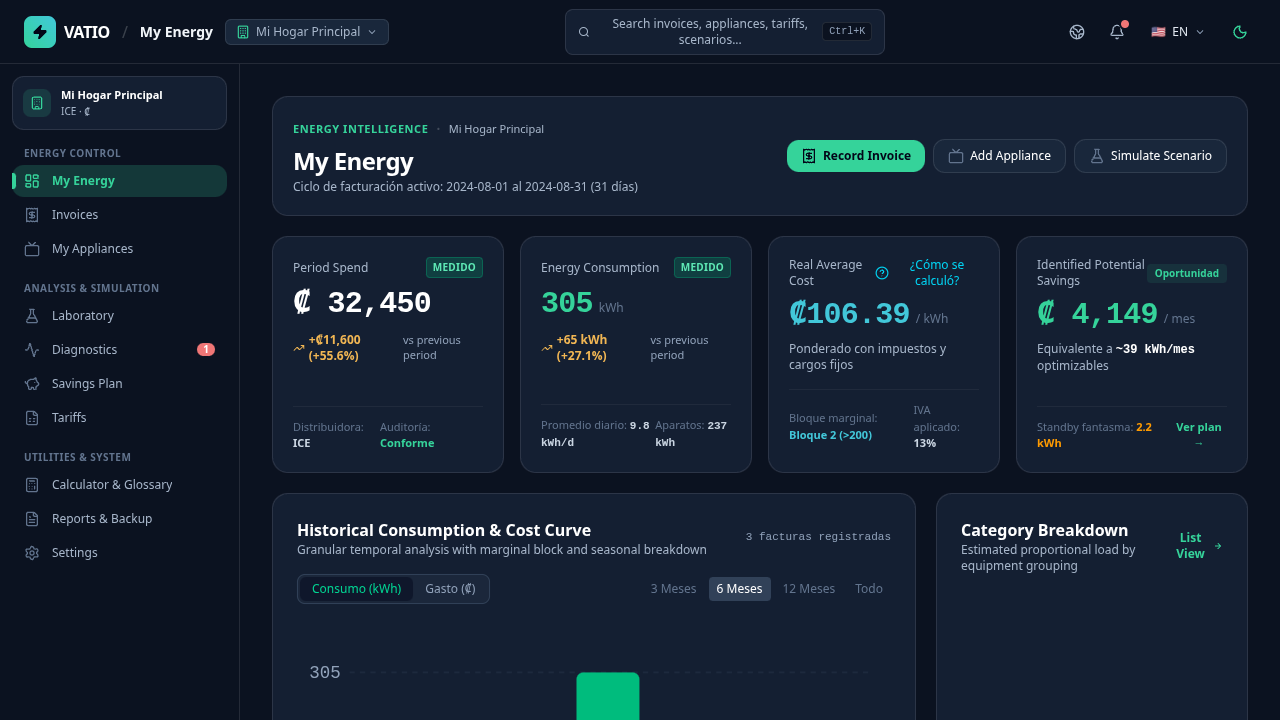 VATIO / My Energy
Mi Hogar Principal
Search invoices, appliances, tariffs,
scenarios...
Ctrl+K
EN
Mi Hogar Principal
ICE · ₡
ENERGY CONTROL
My Energy
Invoices
My Appliances
ANALYSIS & SIMULATION
Laboratory
Diagnostics
1
Savings Plan
Tariffs
UTILITIES & SYSTEM
Calculator & Glossary
Reports & Backup
Settings
ENERGY INTELLIGENCE · Mi Hogar Principal
My Energy
Ciclo de facturación activo: 2024-08-01 al 2024-08-31 (31 días)
Record Invoice
Add Appliance
Simulate Scenario
Period Spend
MEDIDO
₡ 32,450
+₡11,600
(+55.6%)
vs previous
period
Distribuidora:
ICE
Auditoría:
Conforme
Energy Consumption
MEDIDO
305 kWh
+65 kWh
(+27.1%)
vs previous
period
Promedio diario: 9.8
kWh/d
Aparatos: 237
kWh
Real Average
Cost
¿Cómo se
calculó?
₡106.39 / kWh
Ponderado con impuestos y
cargos fijos
Bloque marginal:
Bloque 2 (>200)
IVA
aplicado:
13%
Identified Potential
Savings
Oportunidad
₡ 4,149 / mes
Equivalente a ~39 kWh/mes
optimizables
Standby fantasma: 2.2
kWh
Ver plan
→
Historical Consumption & Cost Curve
Granular temporal analysis with marginal block and seasonal breakdown
3 facturas registradas
Consumo (kWh)
Gasto (₡)
3 Meses
6 Meses
12 Meses
Todo
305
Category Breakdown
Estimated proportional load by
equipment grouping
List
View →